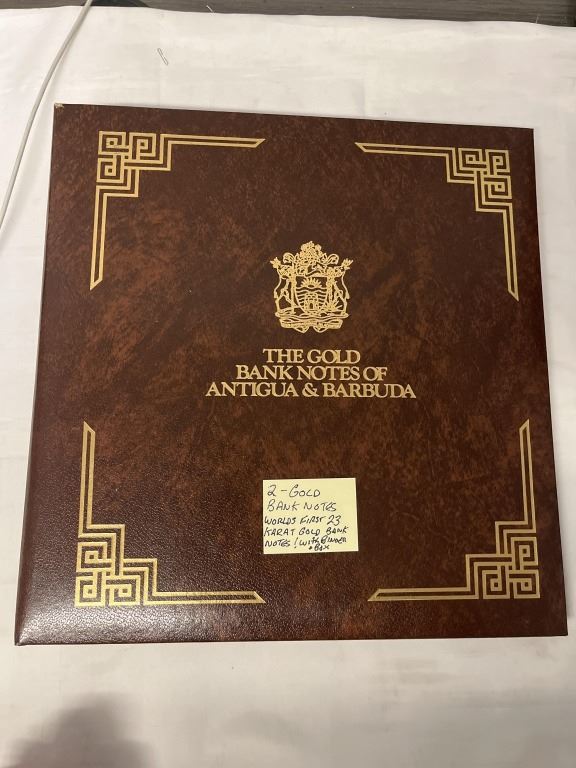 THE GOLD
BANK NOTES OF
ANTIGUA & BARBUDA
2-GOLD
BANK NOTES
WORLDS FIRST 23
KARAT GOLD BANK
NOTES! WITH BINDER
+ BOX